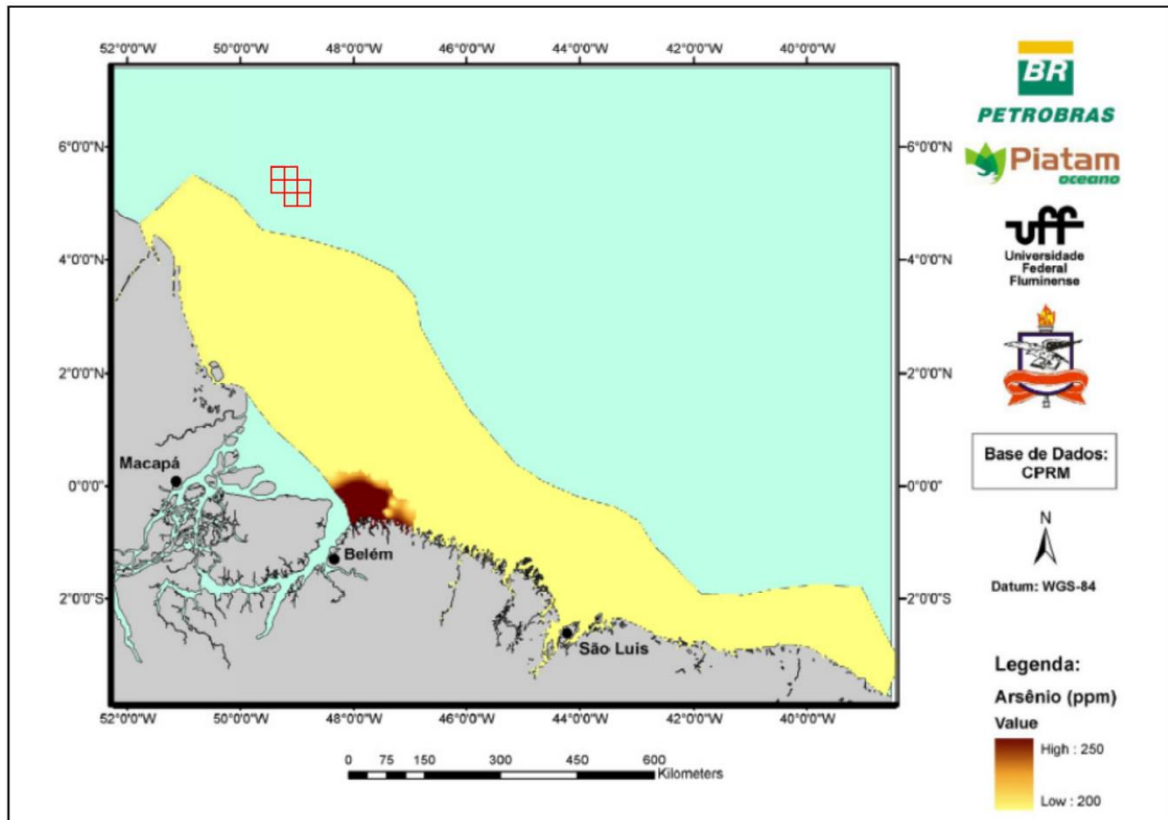 52°0'0"W 50°0'0"W 48°0'0"W 46°0'0"W 44°0'0"W 42°0'0"W 40°0'0"W
6°0'0"N 6°0'0"N
4°0'0"N 4°0'0"N
2°0'0"N 2°0'0"N
Macapá
0°0'0" 0°0'0"
Belém
2°0'0"S 2°0'0"S
São Luis
52°0'0"W 50°0'0"W 48°0'0"W 46°0'0"W 44°0'0"W 42°0'0"W 40°0'0"W
0 75 150 300 450 600
Kilometers
BR
PETROBRAS
Piatam
oceano
uff
Universidade
Federal
Fluminense
Base de Dados:
CPRM
N
Datum: WGS-84
Legenda:
Arsênio (ppm)
Value
High : 250
Low : 200